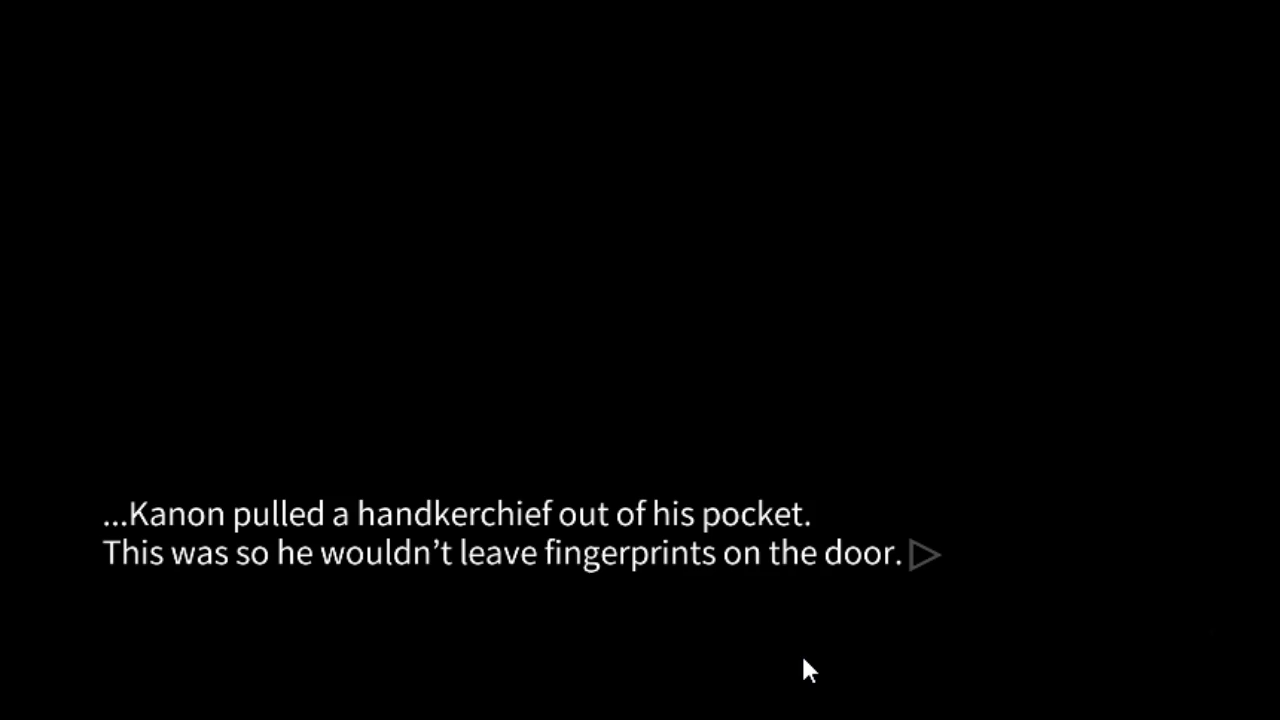 ...Kanon pulled a handkerchief out of his pocket.
This was so he wouldn’t leave fingerprints on the door.